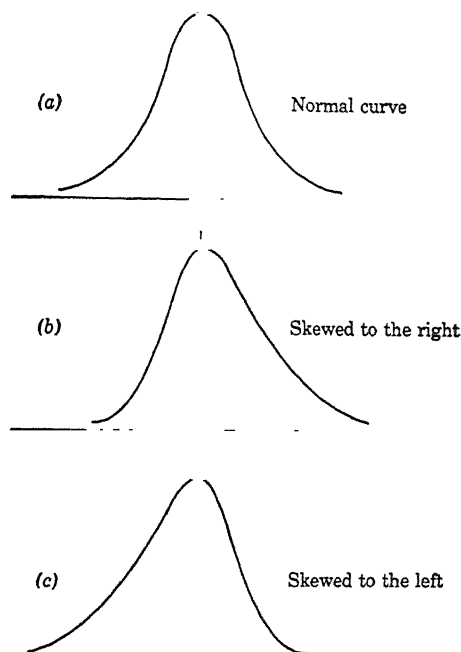 (a) Normal curve
(b) Skewed to the right
(c) Skewed to the left